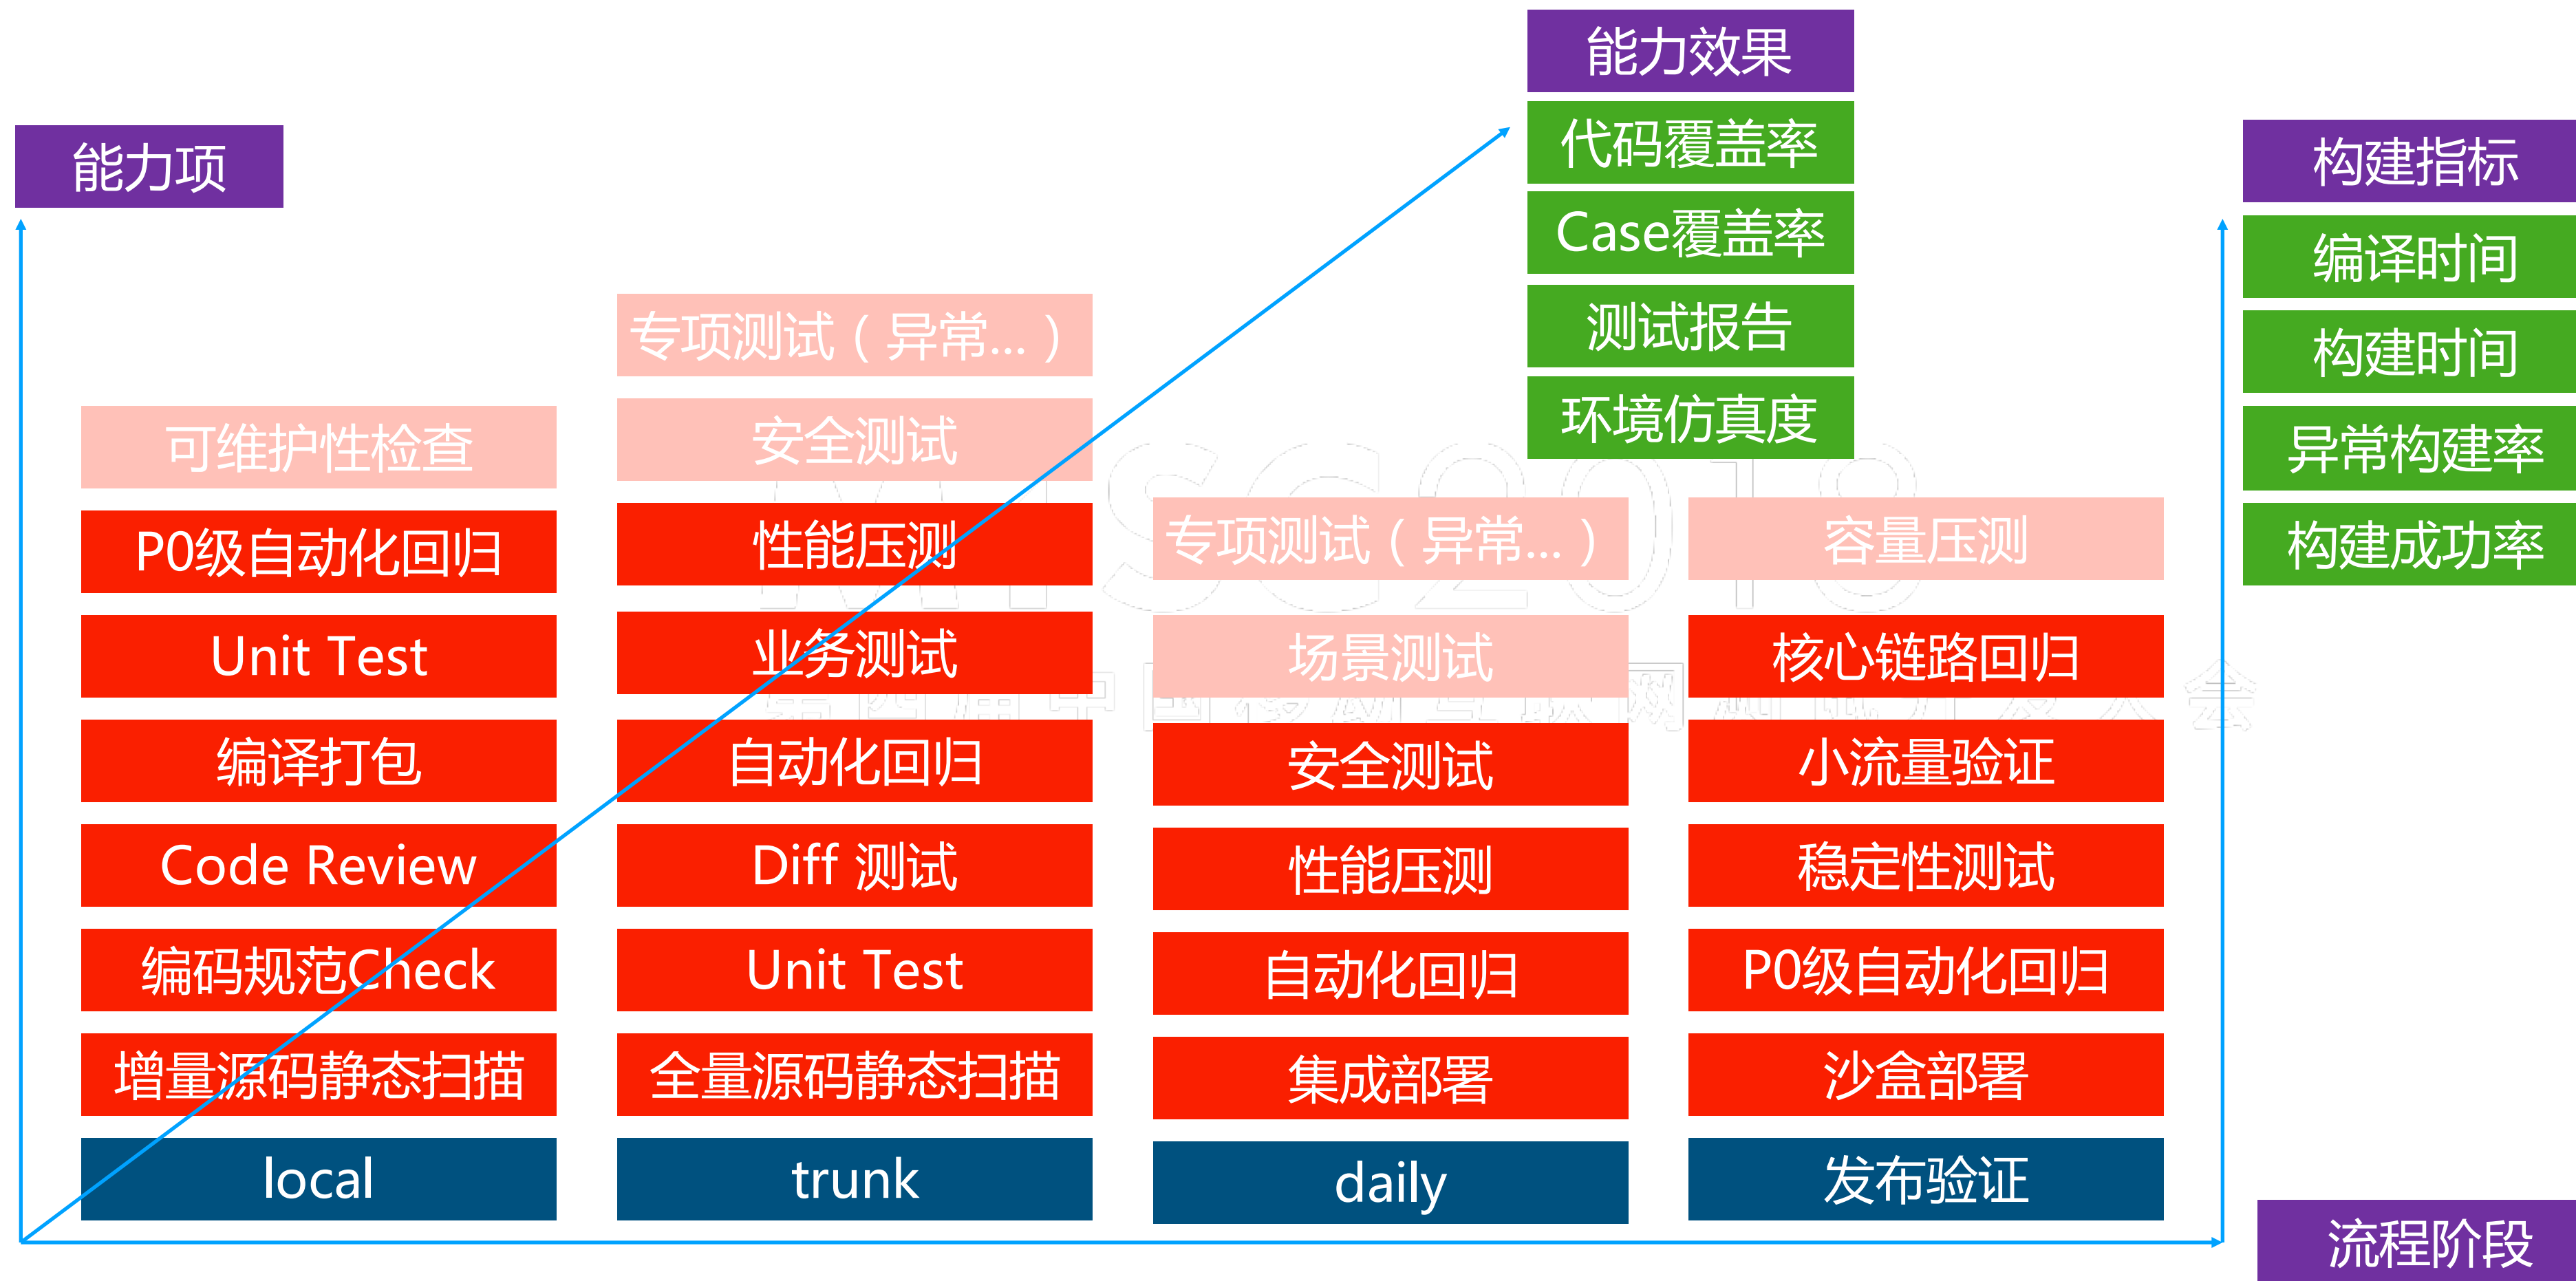 能力项
可维护性检查
P0级自动化回归
Unit Test
编译打包
Code Review
编码规范Check
增量源码静态扫描
local
专项测试（异常...）
安全测试
性能压测
业务测试
自动化回归
Diff 测试
Unit Test
全量源码静态扫描
trunk
专项测试（异常...）
场景测试
安全测试
性能压测
自动化回归
集成部署
daily
容量压测
核心链路回归
小流量验证
稳定性测试
P0级自动化回归
沙盒部署
发布验证
能力效果
代码覆盖率
Case覆盖率
测试报告
环境仿真度
构建指标
编译时间
构建时间
异常构建率
构建成功率
流程阶段